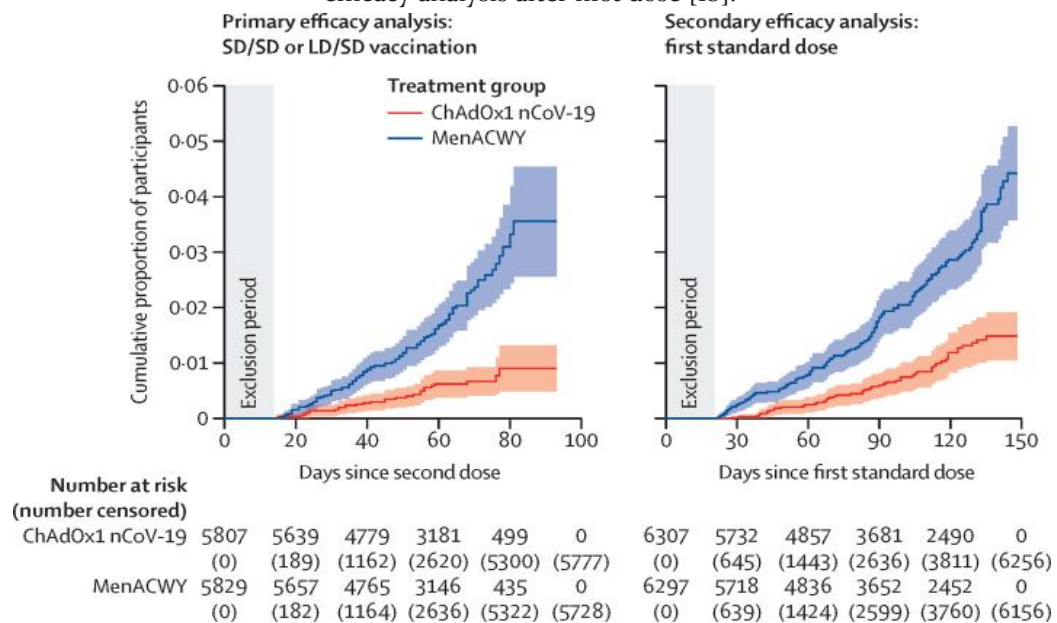 Primary efficacy analysis:
SD/SD or LD/SD vaccination
Treatment group
ChAdOx1 nCoV-19
MenACWY
Cumulative proportion of participants
0·06
0·05
0·04
0·03
0·02
0·01
0
Exclusion period
0 20 40 60 80 100
Days since second dose
Secondary efficacy analysis:
first standard dose
Exclusion period
0 30 60 90 120 150
Days since first standard dose
Number at risk
(number censored)
ChAdOx1 nCoV-19 5807 5639 4779 3181 499 0 6307 5732 4857 3681 2490 0
(0) (189) (1162) (2620) (5300) (5777) (0) (645) (1443) (2636) (3811) (6256)
MenACWY 5829 5657 4765 3146 435 0 6297 5718 4836 3652 2452 0
(0) (182) (1164) (2636) (5322) (5728) (0) (639) (1424) (2599) (3760) (6156)